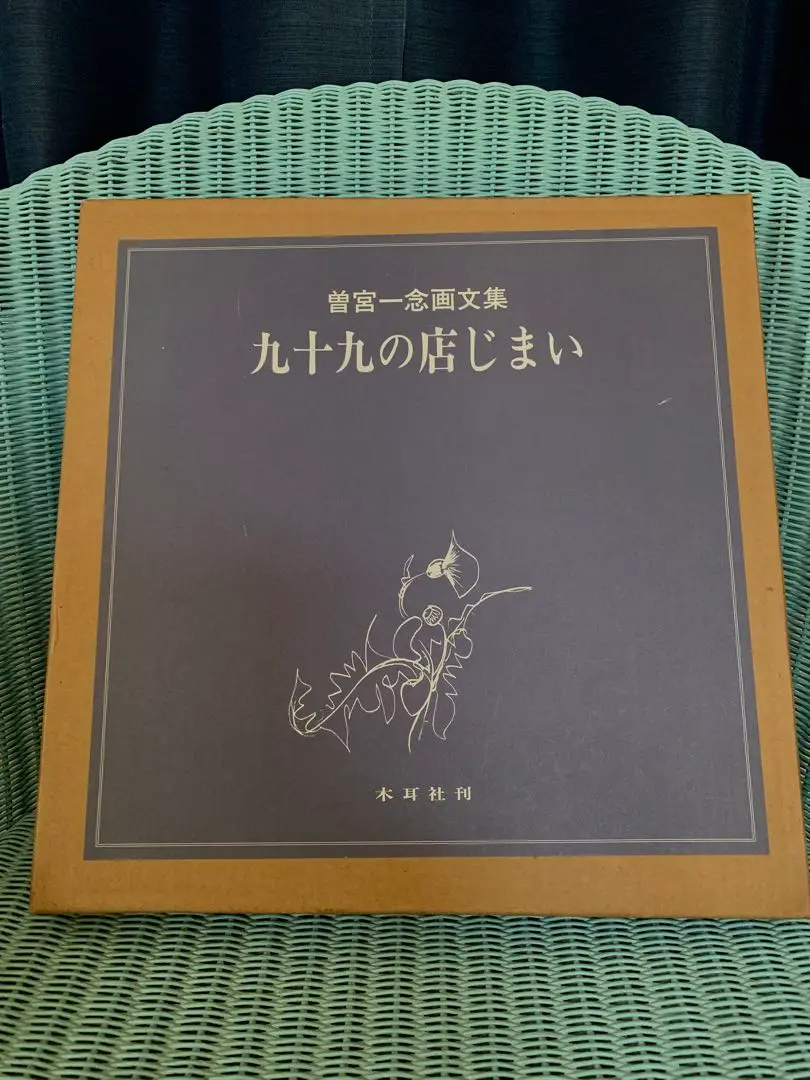 曽宮一念画文集
九十九の店じまい
木耳社刊